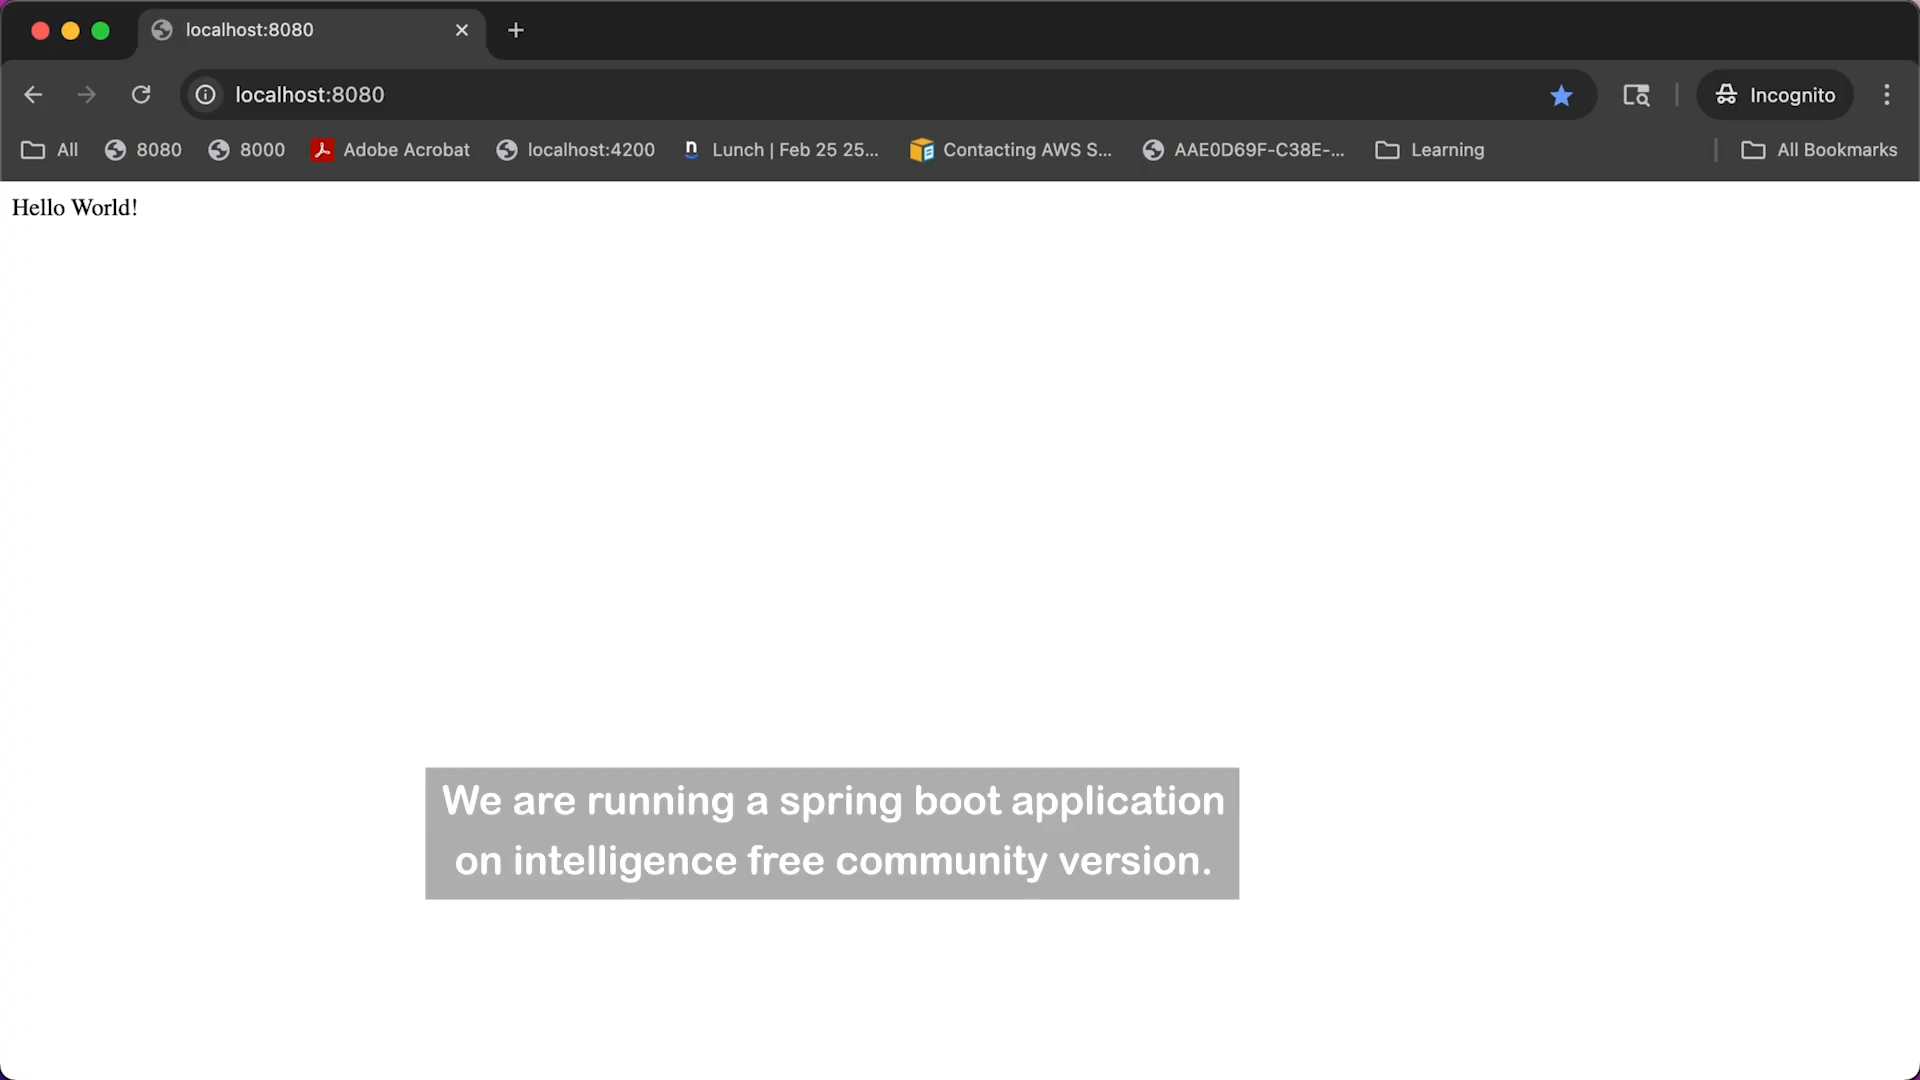 localhost:8080
localhost:8080
Incognito
All 8080 8000 Adobe Acrobat localhost:4200 Lunch | Feb 25 25... Contacting AWS S... AAE0D69F-C38E-... Learning All Bookmarks
Hello World!
We are running a spring boot application
on intelligence free community version.